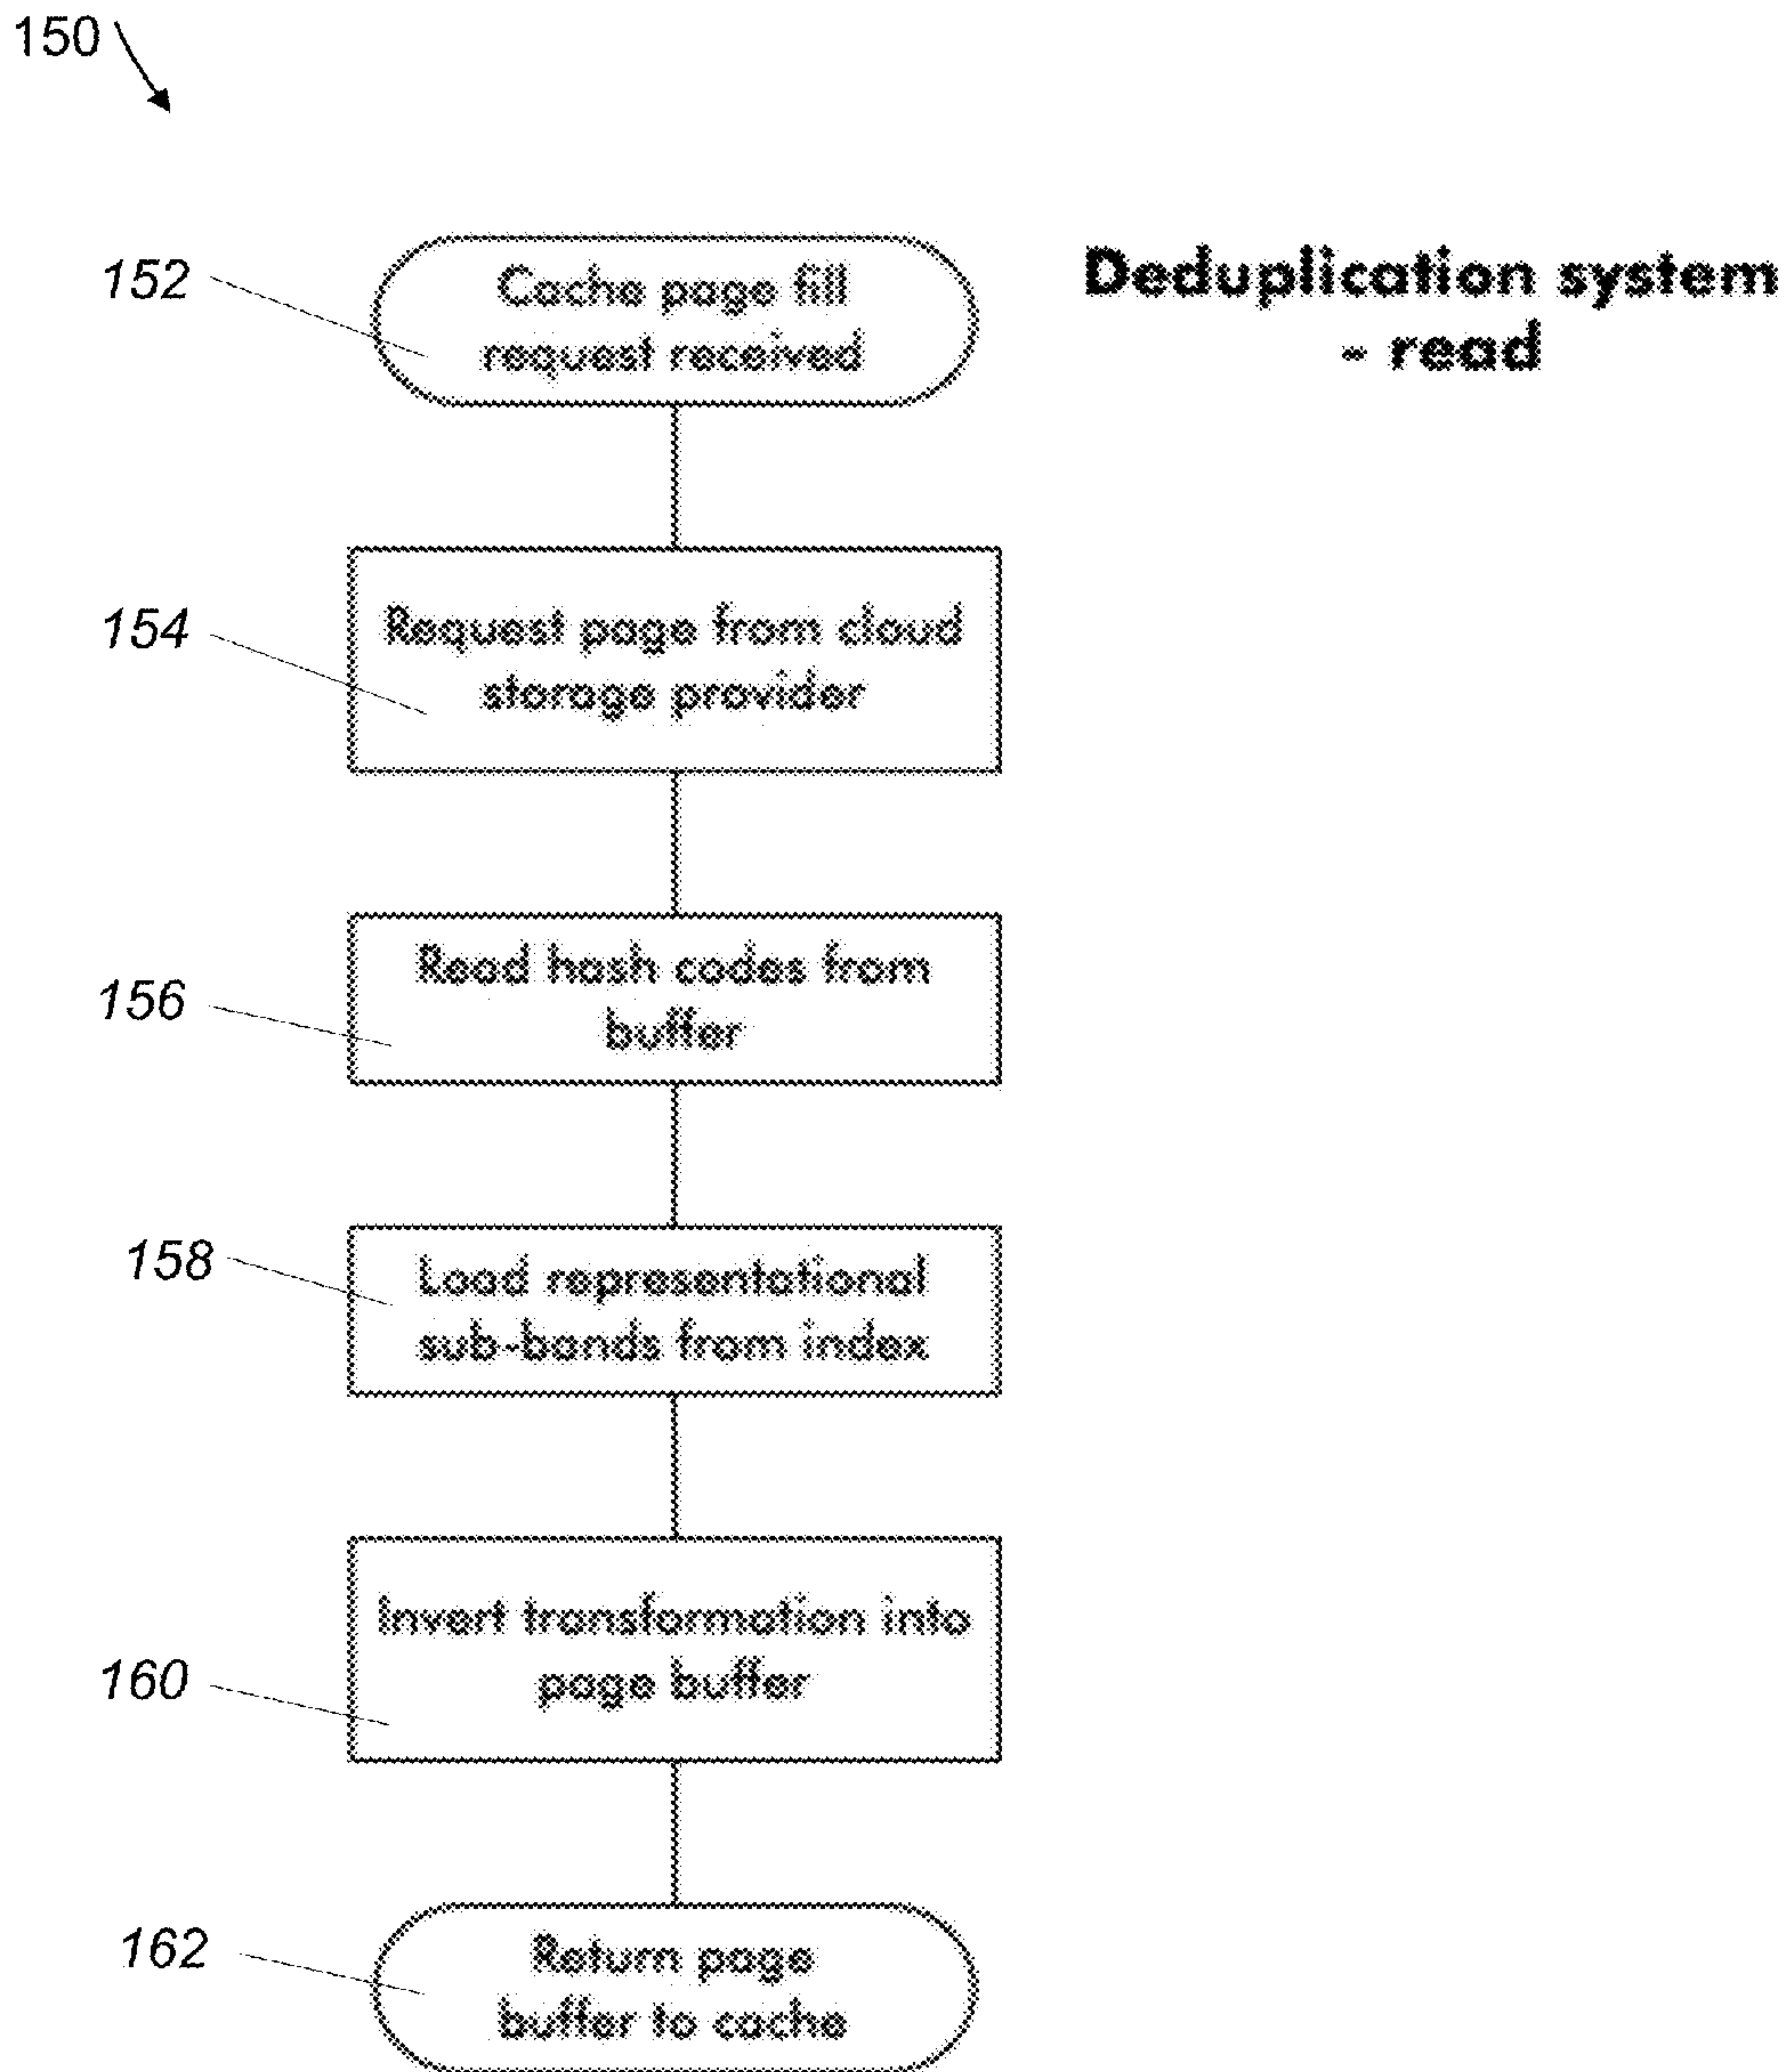 150
152
Cache page fill
request received
Deduplication system
- read
154
Request page from cloud
storage provider
156
Read hash codes from
buffer
158
Load representational
sub-bands from index
160
Invert transformation into
page buffer
162
Return page
buffer to cache